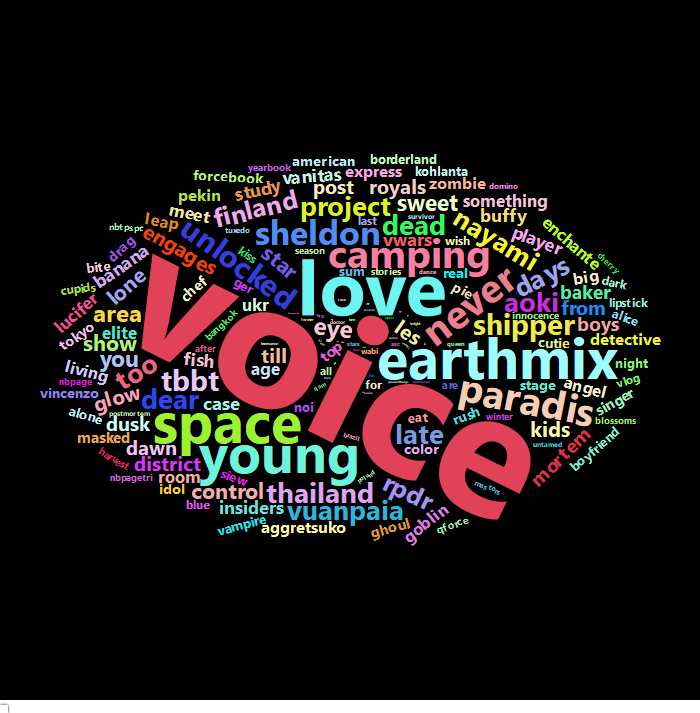 yearbook
american
borderland
forcebook
vanitas
express
kohlanta
pekin
study
post
royals
zombie
domino
finland
project
sweet
something
nbtpspc
leap
meet
tuxedo
last
survivor
dead
buffy
drag
engages
unlocked
kiss
sheldon
season
vwars
wish
nayami
player
enchante
cherry
bite
banana
star
camping
cupids
lone
chef
ger
sum
stories
dance
real
pie
days
big
dark
lucifer
ukr
love
never
aoki
baker
from
lipstick
tokyo
area
elite
bangkok
eye
les
shipper
innocence
boys
alice
show
you
after
fish
till
top
wabi
queen
cutie
detective
living
too
Voice
age
all
earthmix
night
nbpage
vincenzo
glow
tbbt
for
are
stage
angel
vlog
dear
case
noi
eat
rush
paradis
singer
alone
postmortem
dusk
space
late
winter
kids
blossoms
masked
dawn
young
color
brazil
untamed
mortem
boyfriend
harvest
district
poland
nbpagetri
room
siew
idol
control
thailand
rpdr
blue
insiders
vuanpaia
goblin
vampire
aggretsuko
ghoul
qforce